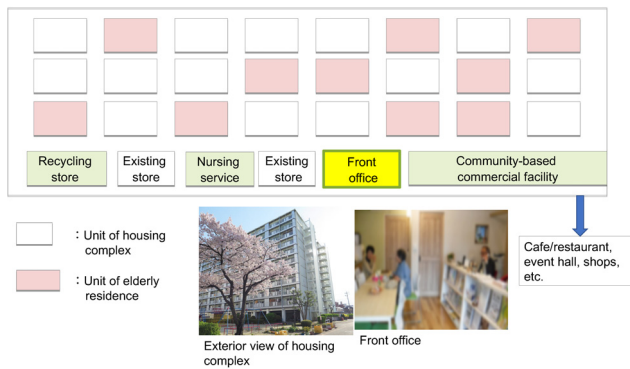 Recycling
store
Existing
store
Nursing
service
Existing
store
Front
office
Community-based
commercial facility
: Unit of housing
complex
: Unit of elderly
residence
Cafe/restaurant,
event hall, shops,
etc.
Exterior view of housing
complex
Front office